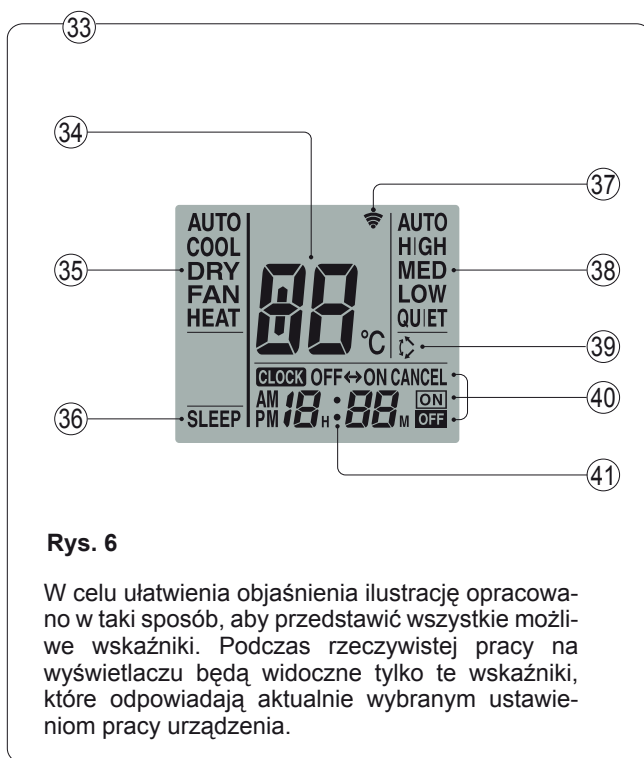 33
34
37
AUTO AUTO
COOL HIGH
35 DRY MED 38
FAN LOW
HEAT 88 °C QUIET
39
CLOCK OFF↔ON CANCEL
AM ON 40
36 SLEEP PM 18 H : 88 M OFF
41
Rys. 6
W celu ułatwienia objaśnienia ilustrację opracowa-
no w taki sposób, aby przedstawić wszystkie możli-
we wskaźniki. Podczas rzeczywistej pracy na
wyświetlaczu będą widoczne tylko te wskaźniki,
które odpowiadają aktualnie wybranym ustawie-
niom pracy urządzenia.